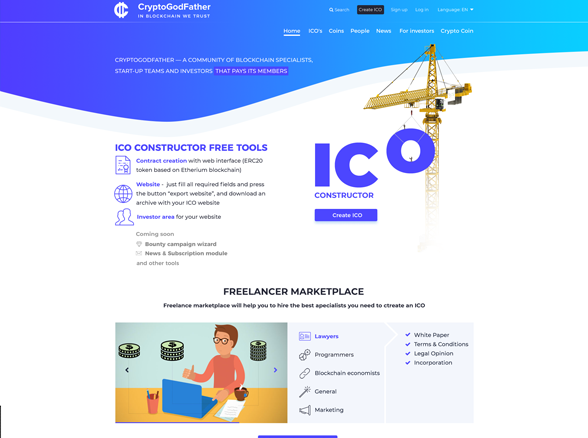 CryptoGodFather
IN BLOCKCHAIN WE TRUST
Search Create ICO Sign up Log in Language: EN
Home ICO's Coins People News For investors Crypto Coin
CRYPTOGODFATHER — A COMMUNITY OF BLOCKCHAIN SPECIALISTS,
START-UP TEAMS AND INVESTORS THAT PAYS ITS MEMBERS
ICO CONSTRUCTOR FREE TOOLS
Contract creation with web interface (ERC20
token based on Etherium blockchain)
Website - just fill all required fields and press
the button "export website", and download an
archive with your ICO website
Investor area for your website
Coming soon
Bounty campaign wizard
News & Subscription module
and other tools
ICO
CONSTRUCTOR
Create ICO
FREELANCER MARKETPLACE
Freelance marketplace will help you to hire the best apecialists you need to ctreate an ICO
Lawyers
Programmers
Blockchain economists
General
Marketing
White Paper
Terms & Conditions
Legal Opinion
Incorporation